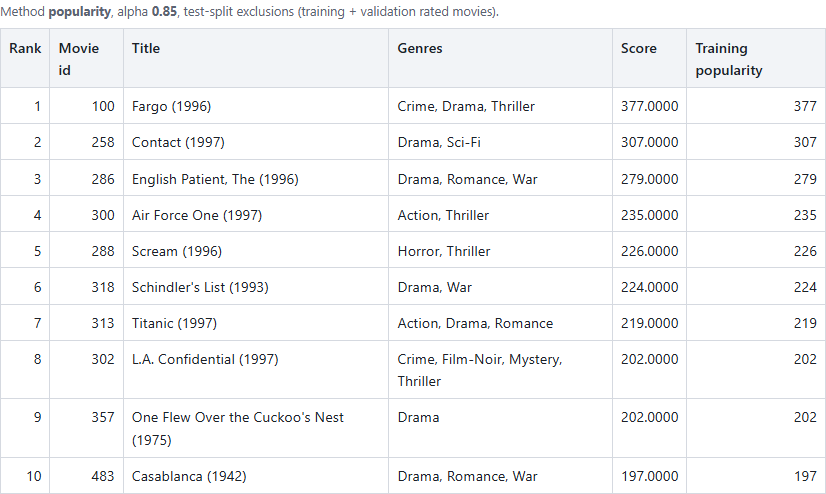 Method popularity, alpha 0.85, test-split exclusions (training + validation rated movies).
Rank Movie id Title Genres Score Training popularity
1 100 Fargo (1996) Crime, Drama, Thriller 377.0000 377
2 258 Contact (1997) Drama, Sci-Fi 307.0000 307
3 286 English Patient, The (1996) Drama, Romance, War 279.0000 279
4 300 Air Force One (1997) Action, Thriller 235.0000 235
5 288 Scream (1996) Horror, Thriller 226.0000 226
6 318 Schindler's List (1993) Drama, War 224.0000 224
7 313 Titanic (1997) Action, Drama, Romance 219.0000 219
8 302 L.A. Confidential (1997) Crime, Film-Noir, Mystery, Thriller 202.0000 202
9 357 One Flew Over the Cuckoo's Nest (1975) Drama 202.0000 202
10 483 Casablanca (1942) Drama, Romance, War 197.0000 197